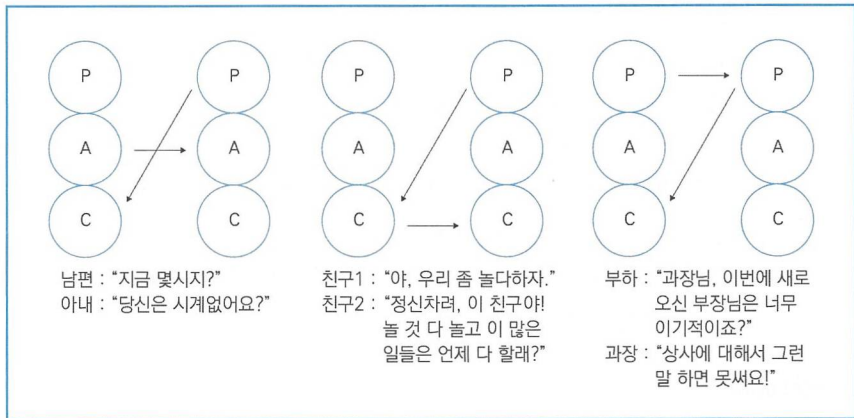 P P
A A
C C
남편 : “지금 몇시지?”
아내 : “당신은 시계없어요?”
P P
A A
C C
친구1 : “야, 우리 좀 놀다하자.”
친구2 : “정신차려, 이 친구야!
놀 것 다 놀고 이 많은
일들은 언제 다 할래?”
P P
A A
C C
부하 : “과장님, 이번에 새로
오신 부장님은 너무
이기적이죠?”
과장 : “상사에 대해서 그런
말 하면 못써요!”